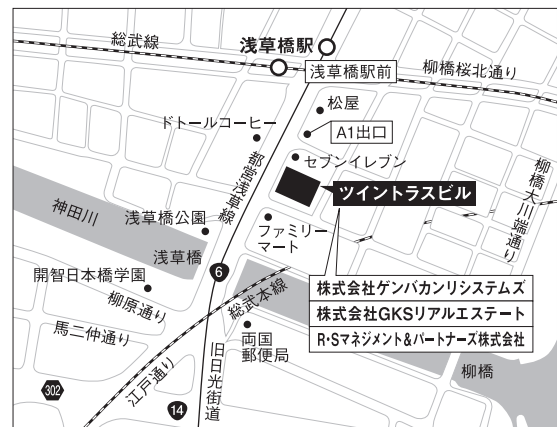 総武線
浅草橋駅
浅草橋駅前
柳橋桜北通り
松屋
ドトールコーヒー
A1出口
セブンイレブン
都営浅草線
ツイントラスビル
柳橋大川端通り
神田川
浅草橋公園
ファミリー
マート
浅草橋
6
開智日本橋学園
総武本線
株式会社ゲンバカンリシステムズ
株式会社GKSリアルエステート
R・Sマネジメント&パートナーズ株式会社
柳原通り
馬二仲通り
両国
郵便局
旧日光街道
柳橋
江戸通り
302
14